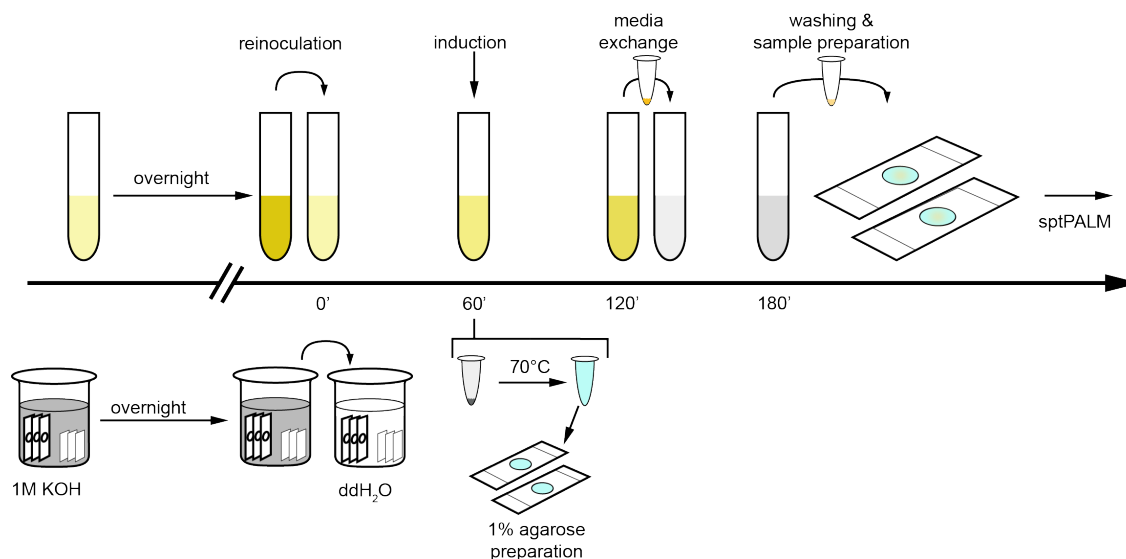 reinoculation
induction
media
exchange
washing &
sample preparation
overnight
sptPALM
0’
60’
120’
180’
70°C
overnight
1M KOH
ddH₂O
1% agarose
preparation